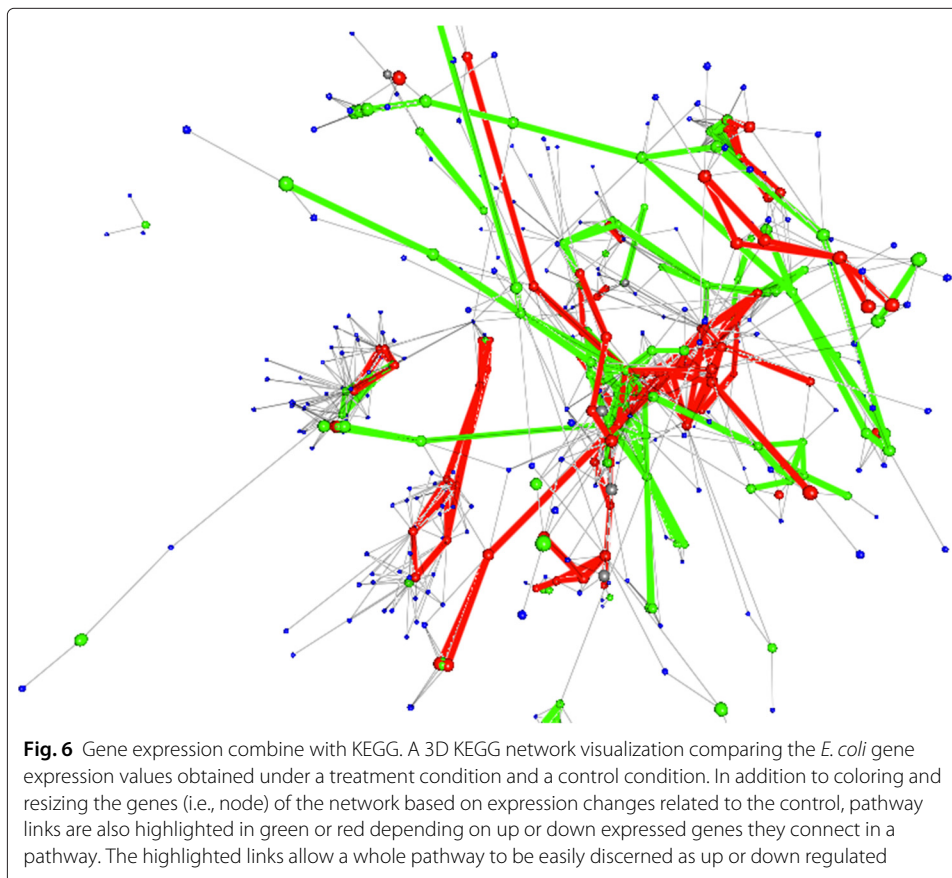 Fig. 6 Gene expression combine with KEGG. A 3D KEGG network visualization comparing the E. coli gene
expression values obtained under a treatment condition and a control condition. In addition to coloring and
resizing the genes (i.e., node) of the network based on expression changes related to the control, pathway
links are also highlighted in green or red depending on up or down expressed genes they connect in a
pathway. The highlighted links allow a whole pathway to be easily discerned as up or down regulated